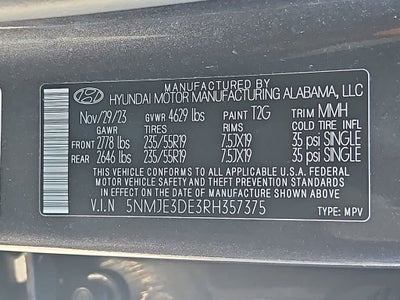 MANUFACTURED BY
HYUNDAI MOTOR MANUFACTURING ALABAMA, LLC
Nov/29/23 GVWR 4629 lbs PAINT T2G TRIM MMH
GAWR TIRES RIMS COLD TIRE INFL
FRONT 2778 lbs 235/55R19 7.5JX19 35 psi SINGLE
REAR 2646 lbs 235/55R19 7.5JX19 35 psi SINGLE
THIS VEHICLE CONFORMS TO ALL APPLICABLE U.S.A. FEDERAL
MOTOR VEHICLE SAFETY, BUMPER, AND THEFT PREVENTION
STANDARDS IN EFFECT ON THE DATE OF MANUFACTURE SHOWN ABOVE.
V.I.N 5NMJE3DE3RH357375 TYPE: MPV